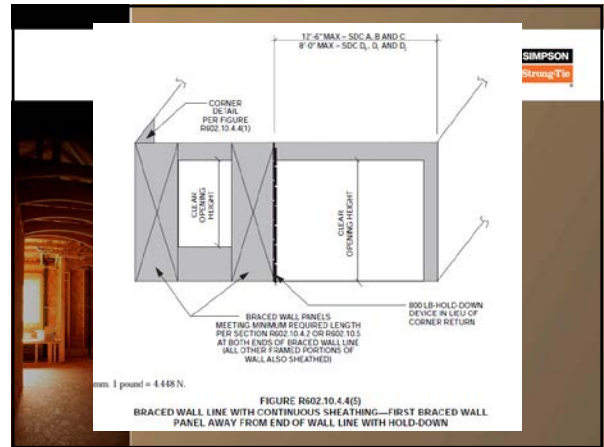 12'-6" MAX – SDC A, B AND C
8'-0" MAX – SDC D₀, D₁ AND D₂
SIMPSON
Strong-Tie
®
CORNER
DETAIL
PER FIGURE
R602.10.4.4(1)
CLEAR
OPENING
HEIGHT
CLEAR
OPENING HEIGHT
BRACED WALL PANELS
MEETING MINIMUM REQUIRED LENGTH
PER SECTION R602.10.4.2 OR R602.10.5
AT BOTH ENDS OF BRACED WALL LINE
(ALL OTHER FRAMED PORTIONS OF
WALL ALSO SHEATHED)
800 LB-HOLD-DOWN
DEVICE IN LIEU OF
CORNER RETURN
mm. 1 pound = 4.448 N.
FIGURE R602.10.4.4(5)
BRACED WALL LINE WITH CONTINUOUS SHEATHING—FIRST BRACED WALL
PANEL AWAY FROM END OF WALL LINE WITH HOLD-DOWN